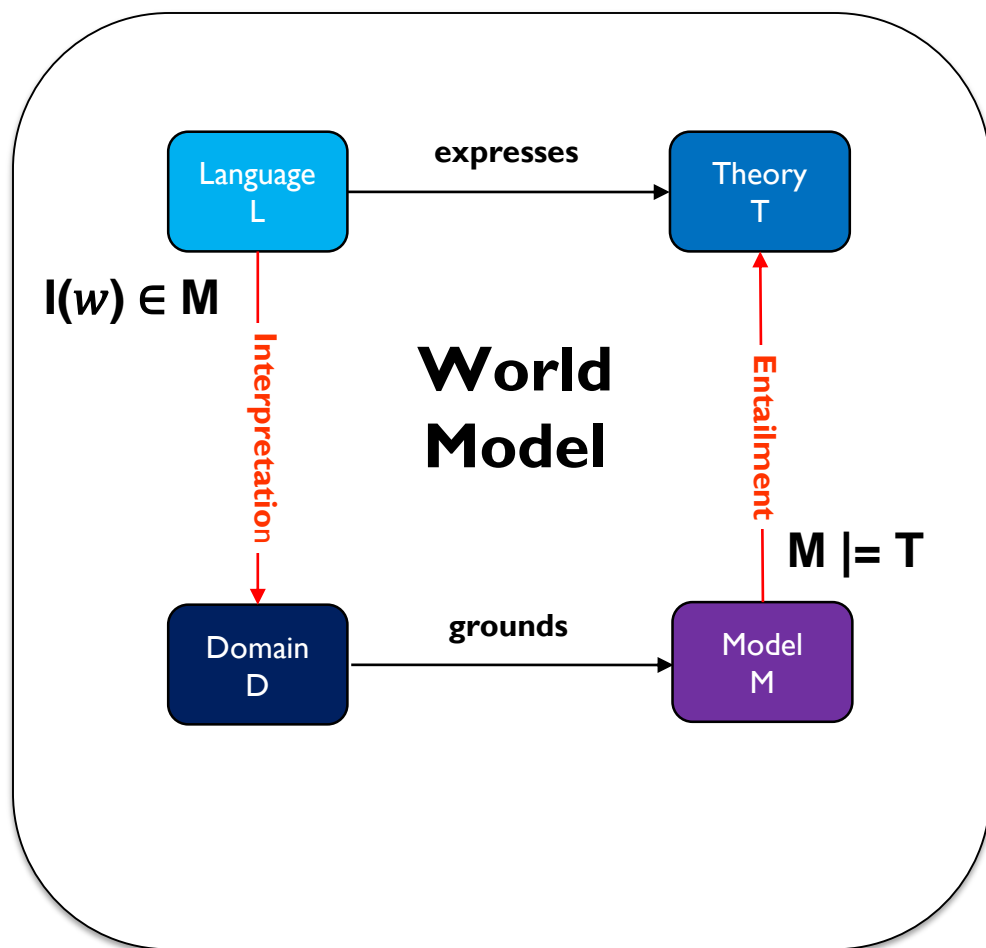 expresses
Language
L
Theory
T
I(w) ∈ M
Interpretation
World
Model
Entailment
M |= T
grounds
Domain
D
Model
M